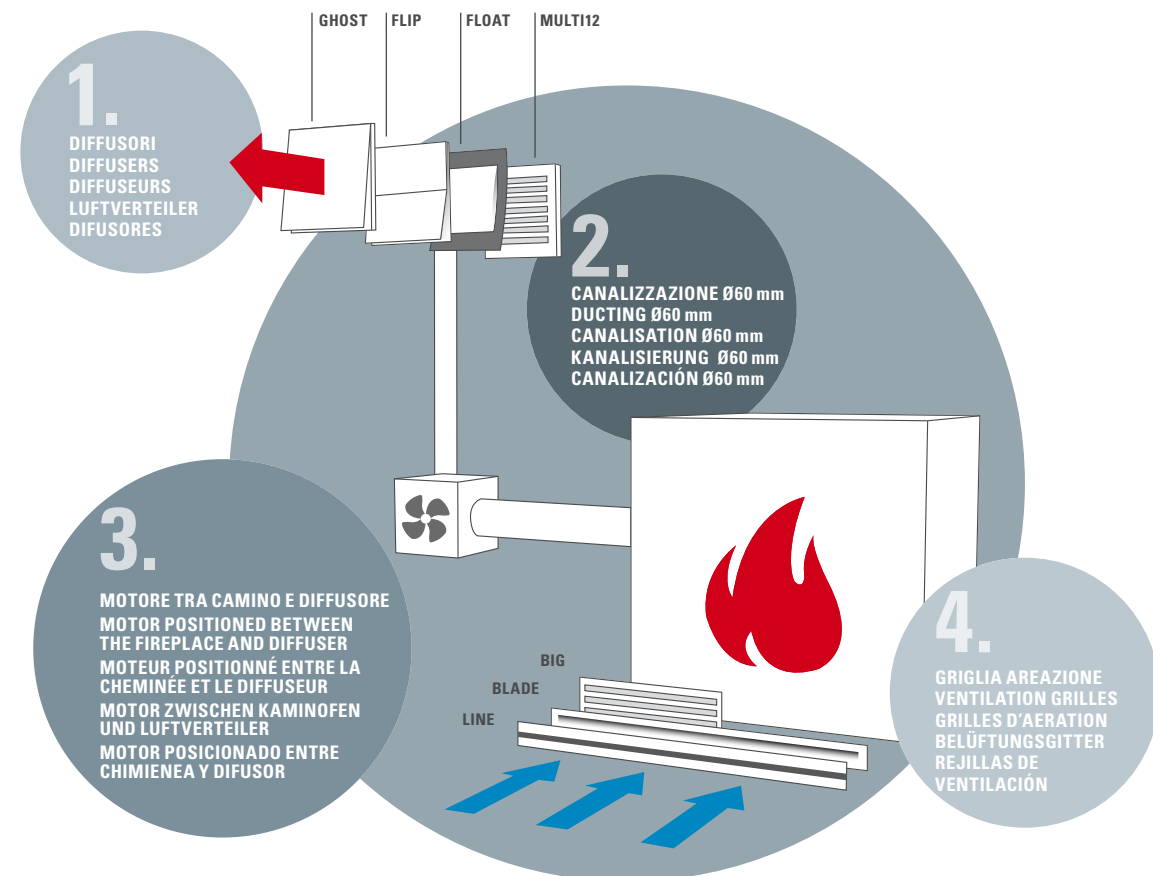 GHOST
FLIP
FLOAT
MULTI12
1.
DIFFUSORI
DIFFUSERS
DIFFUSEURS
LUFTVERTEILER
DIFUSORES
2.
CANALIZZAZIONE Ø60 mm
DUCTING Ø60 mm
CANALISATION Ø60 mm
KANALISIERUNG Ø60 mm
CANALIZACIÓN Ø60 mm
3.
MOTORE TRA CAMINO E DIFFUSORE
MOTOR POSITIONED BETWEEN
THE FIREPLACE AND DIFFUSER
MOTEUR POSITIONNÉ ENTRE LA
CHEMINÉE ET LE DIFFUSEUR
MOTOR ZWISCHEN KAMINOFEN
UND LUFTVERTEILER
MOTOR POSICIONADO ENTRE
CHIMIENEA Y DIFUSOR
BIG
BLADE
LINE
4.
GRIGLIA AREAZIONE
VENTILATION GRILLES
GRILLES D'AERATION
BELÜFTUNGSGITTER
REJILLAS DE
VENTILACIÓN